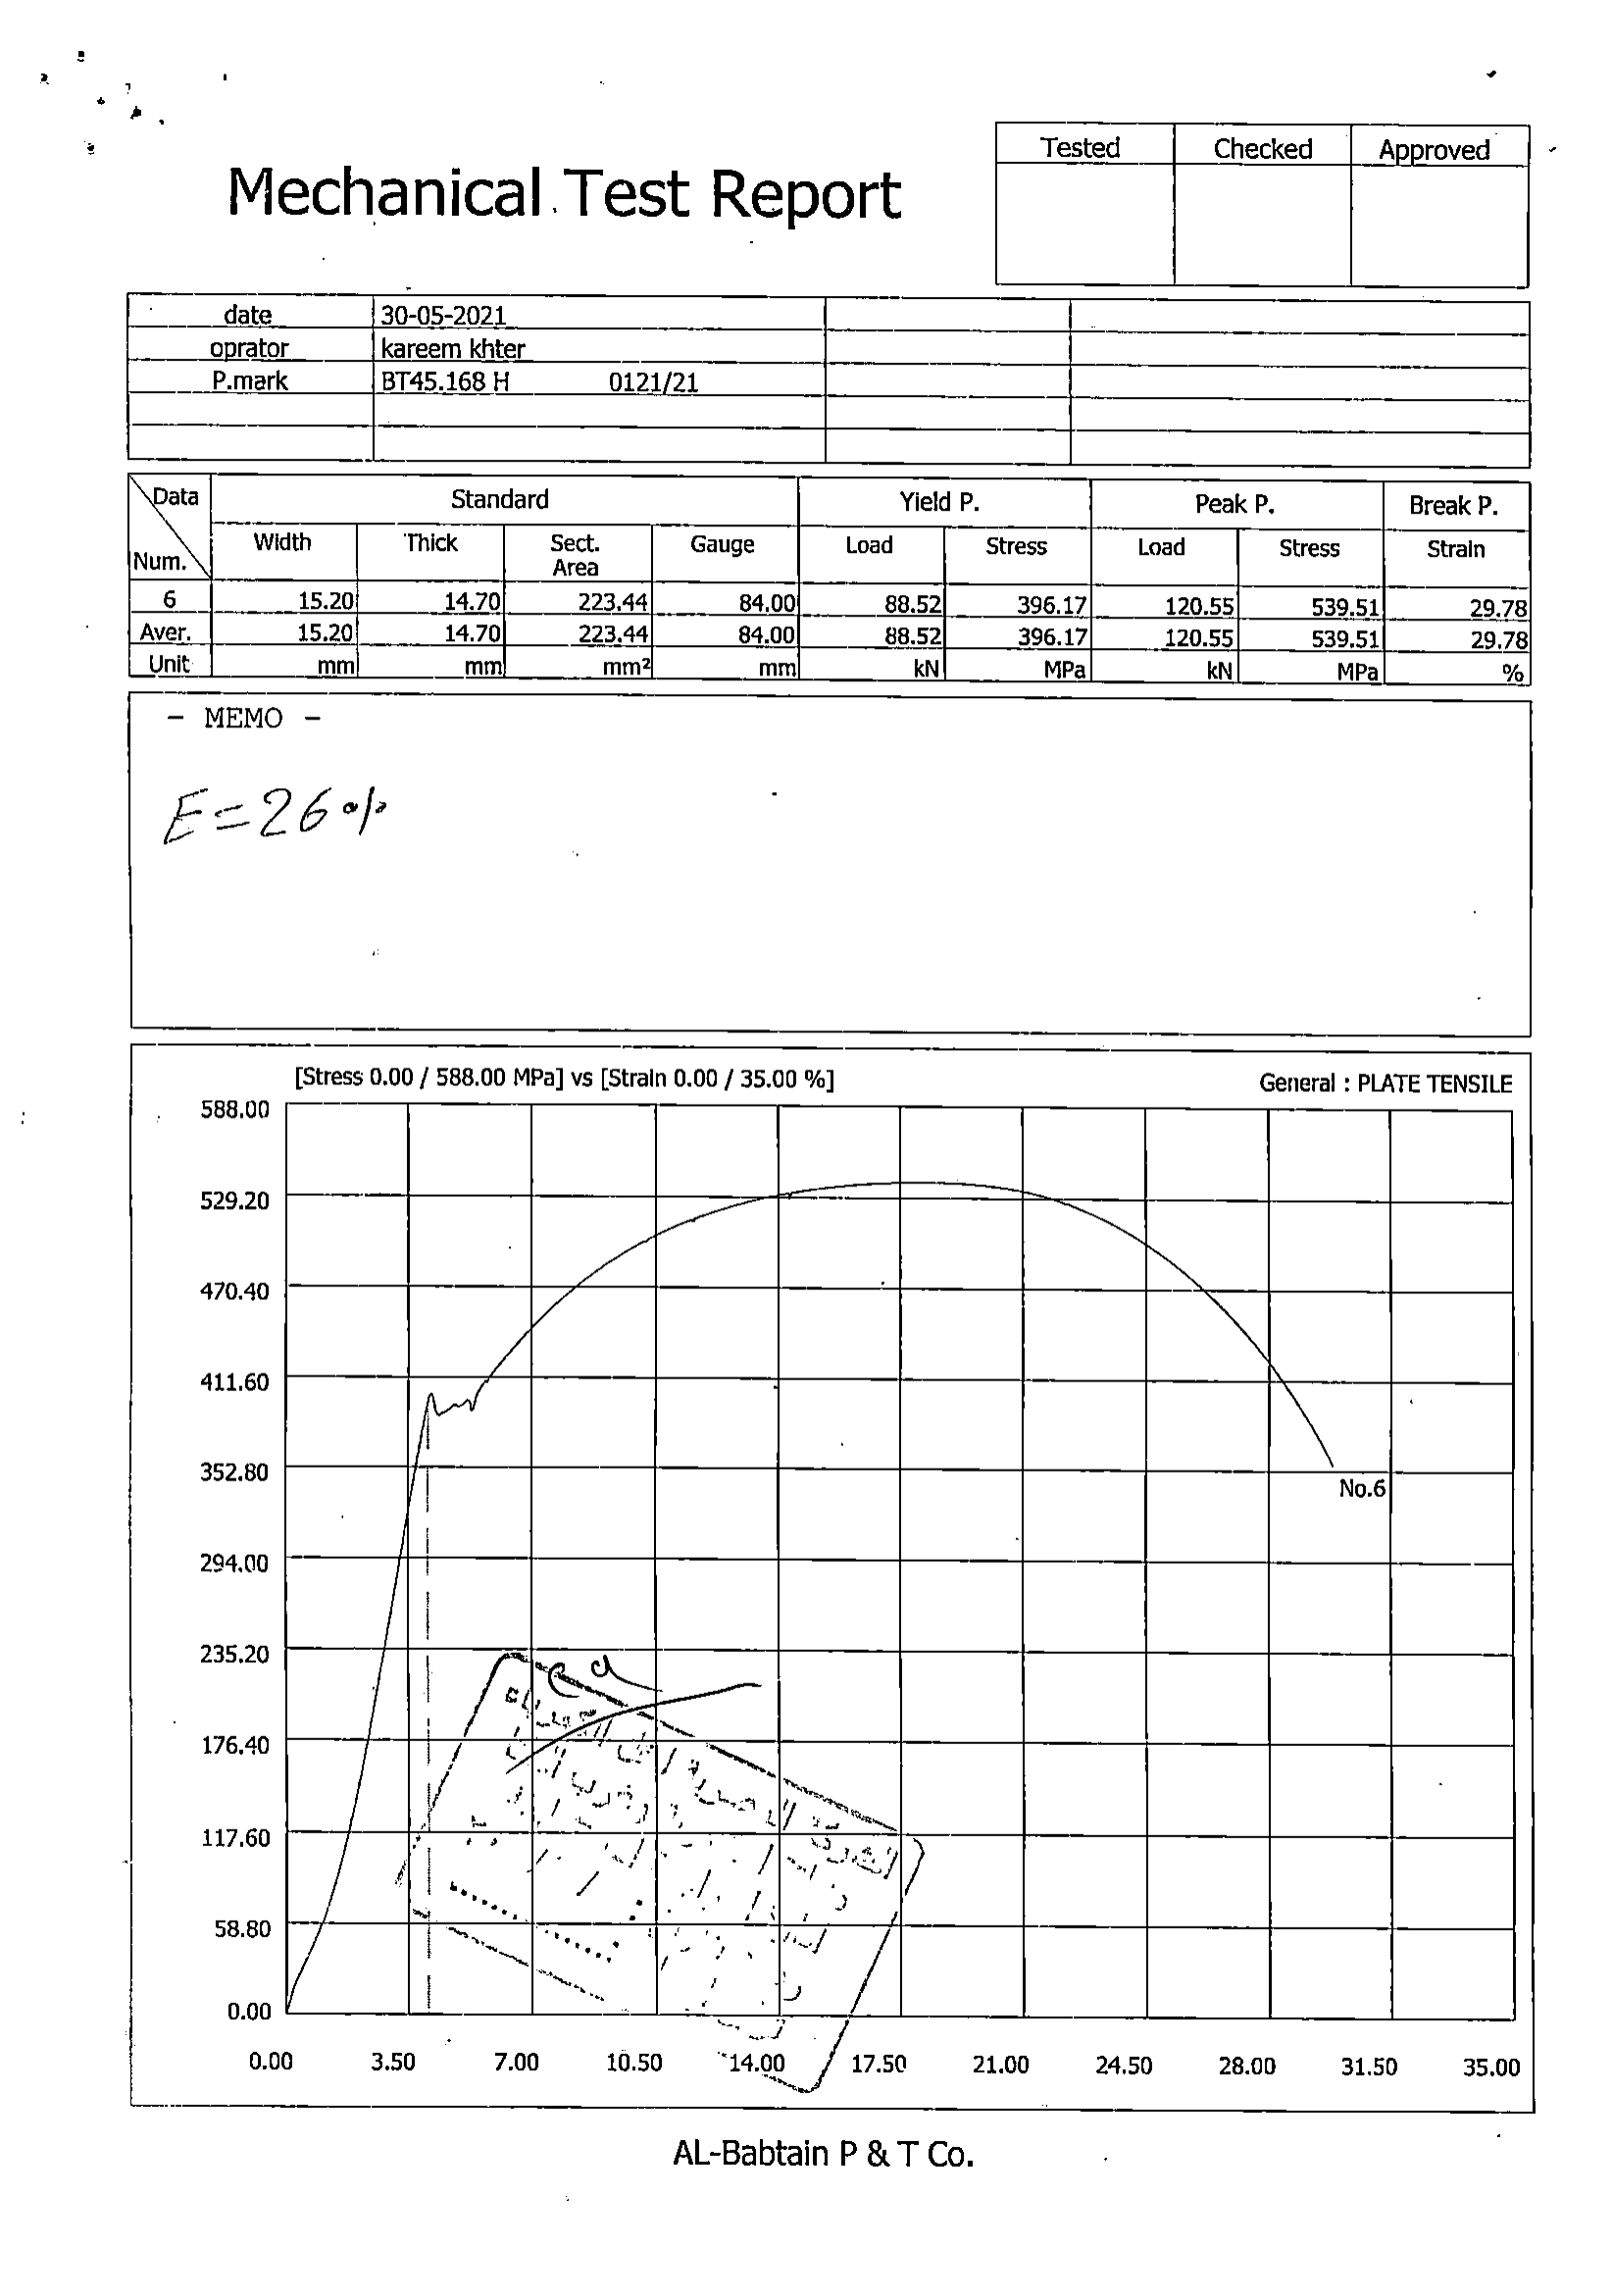 Tested Checked Approved
Mechanical Test Report
date 30-05-2021
oprator kareem khter
P.mark BT45.168 H 0121/21
Data Standard Yield P. Peak P. Break P.
Num. Width Thick Sect. Area Gauge Load Stress Load Stress Strain
6 15.20 14.70 223.44 84.00 88.52 396.17 120.55 539.51 29.78
Aver. 15.20 14.70 223.44 84.00 88.52 396.17 120.55 539.51 29.78
Unit mm mm mm² mm kN MPa kN MPa %
- MEMO -
E=26%
[Stress 0.00 / 588.00 MPa] vs [Strain 0.00 / 35.00 %] General : PLATE TENSILE
588.00
529.20
470.40
411.60
352.80
No.6
294.00
235.20
176.40
117.60
58.80
0.00
0.00 3.50 7.00 10.50 14.00 17.50 21.00 24.50 28.00 31.50 35.00
AL-Babtain P & T Co.